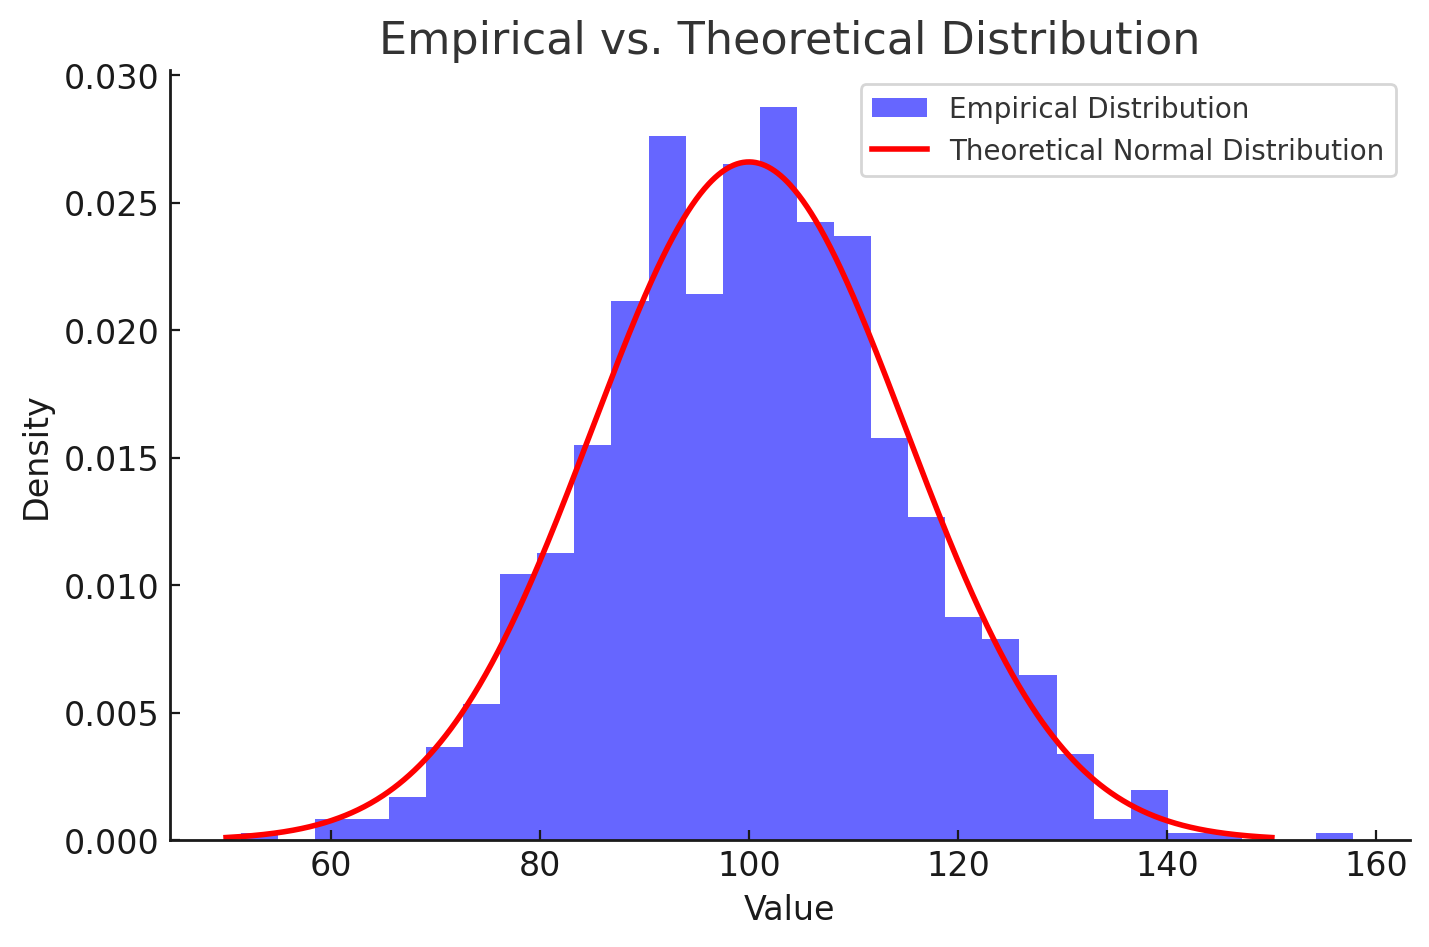 Empirical vs. Theoretical Distribution
Empirical Distribution
Theoretical Normal Distribution
Density
0.030
0.025
0.020
0.015
0.010
0.005
0.000
60 80 100 120 140 160
Value